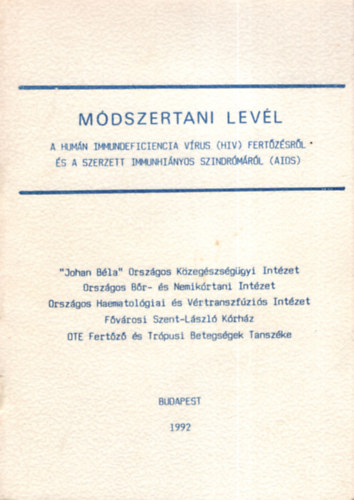 MÓDSZERTANI LEVÉL
A HUMÁN IMMUNDEFICIENCIA VÍRUS (HIV) FERTŐZÉSRŐL
ÉS A SZERZETT IMMUNHIÁNYOS SZINDRÓMÁRÓL (AIDS)
"Johan Béla" Országos Közegészségügyi Intézet
Országos Bőr- és Nemikórtani Intézet
Országos Haematológiai és Vértranszfúziós Intézet
Fővárosi Szent-László Kórház
OTE Fertőző és Trópusi Betegségek Tanszéke
BUDAPEST
1992